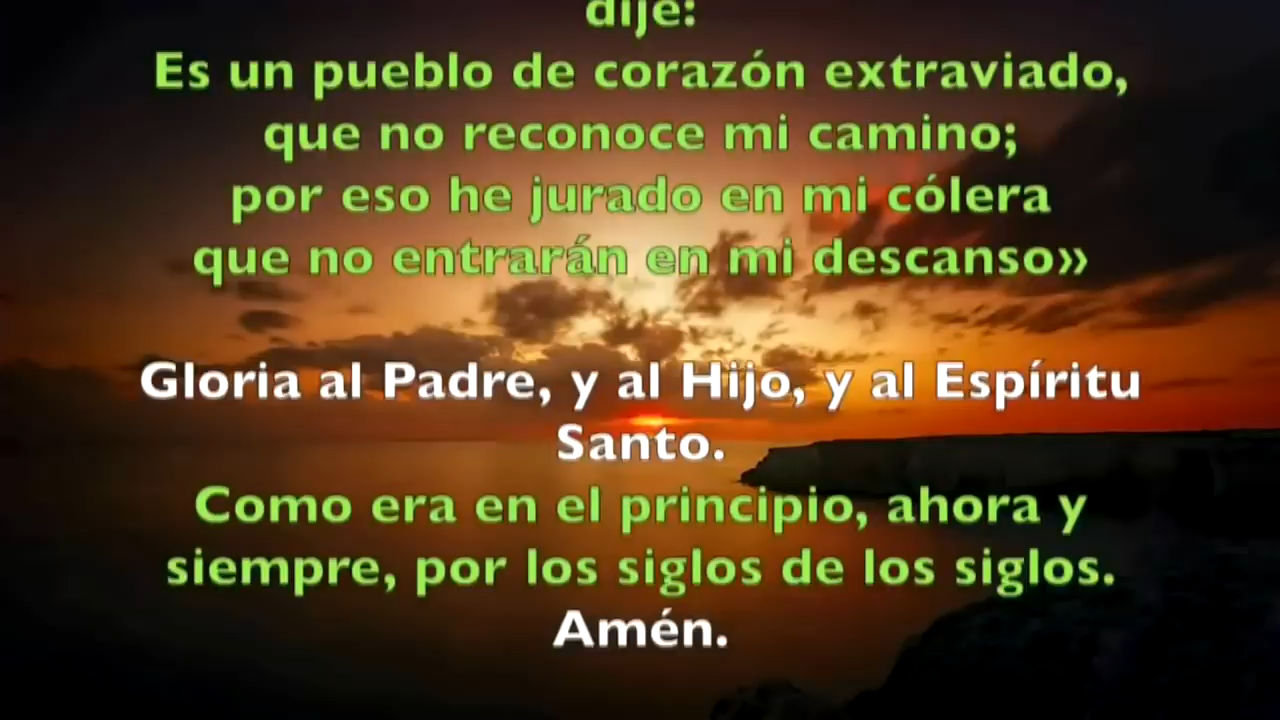 dije:
Es un pueblo de corazón extraviado,
que no reconoce mi camino;
por eso he jurado en mi cólera
que no entrarán en mi descanso»
Gloria al Padre, y al Hijo, y al Espíritu
Santo.
Como era en el principio, ahora y
siempre, por los siglos de los siglos.
Amén.